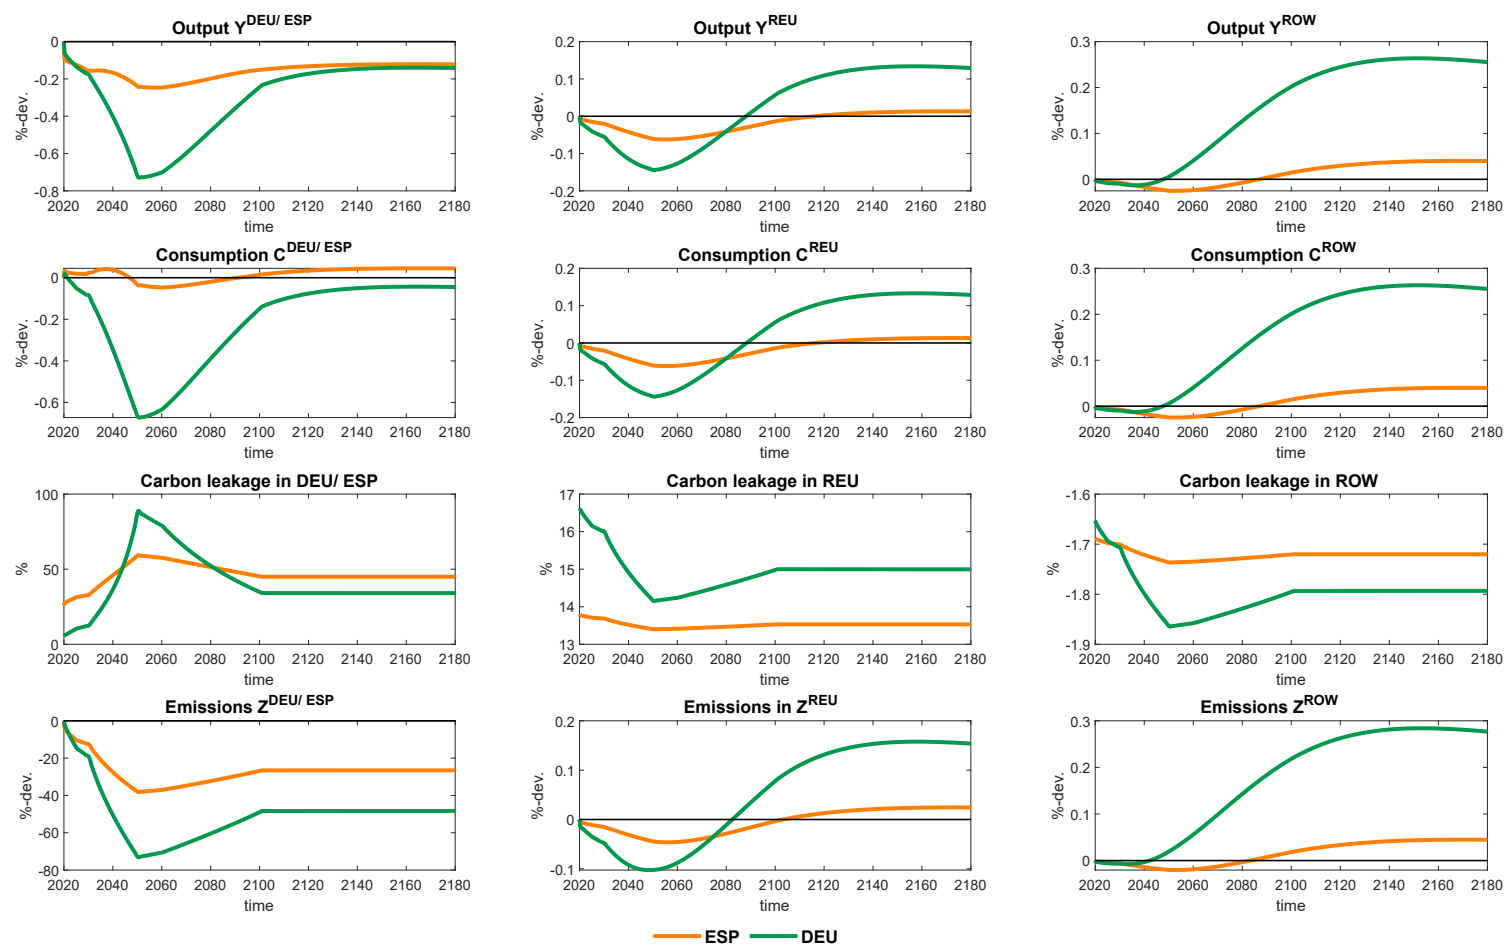 Output Y^DEU/ ESP
Output Y^REU
Output Y^ROW
0
-0.2
-0.4
-0.6
-0.8
%-dev.
2020 2040 2060 2080 2100 2120 2140 2160 2180
time
0.2
0.1
0
-0.1
-0.2
%-dev.
2020 2040 2060 2080 2100 2120 2140 2160 2180
time
0.3
0.2
0.1
0
%-dev.
2020 2040 2060 2080 2100 2120 2140 2160 2180
time
Consumption C^DEU/ ESP
Consumption C^REU
Consumption C^ROW
0
-0.2
-0.4
-0.6
%-dev.
2020 2040 2060 2080 2100 2120 2140 2160 2180
time
0.2
0.1
0
-0.1
-0.2
%-dev.
2020 2040 2060 2080 2100 2120 2140 2160 2180
time
0.3
0.2
0.1
0
%-dev.
2020 2040 2060 2080 2100 2120 2140 2160 2180
time
Carbon leakage in DEU/ ESP
Carbon leakage in REU
Carbon leakage in ROW
100
50
0
%
2020 2040 2060 2080 2100 2120 2140 2160 2180
time
17
16
15
14
13
%
2020 2040 2060 2080 2100 2120 2140 2160 2180
time
-1.6
-1.7
-1.8
-1.9
%
2020 2040 2060 2080 2100 2120 2140 2160 2180
time
Emissions Z^DEU/ ESP
Emissions in Z^REU
Emissions Z^ROW
0
-20
-40
-60
-80
%-dev.
2020 2040 2060 2080 2100 2120 2140 2160 2180
time
0.2
0.1
0
-0.1
%-dev.
2020 2040 2060 2080 2100 2120 2140 2160 2180
time
0.3
0.2
0.1
0
%-dev.
2020 2040 2060 2080 2100 2120 2140 2160 2180
time
ESP DEU